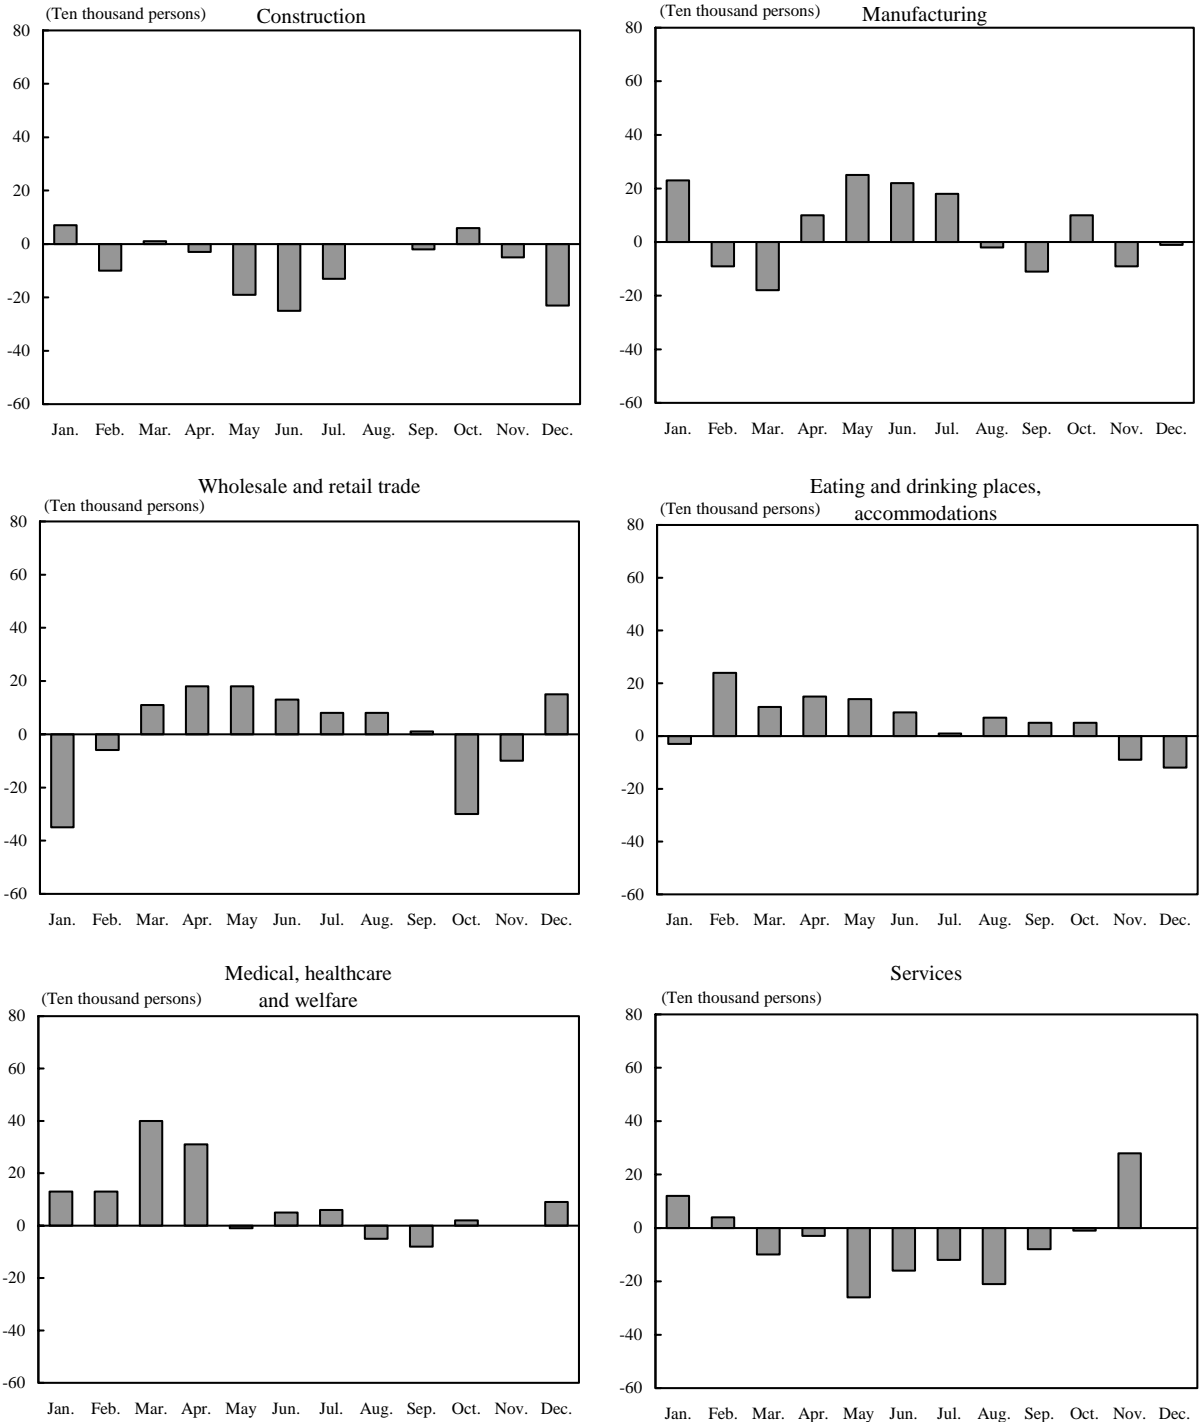 (Ten thousand persons)
Construction
80
60
40
20
0
-20
-40
-60
Jan. Feb. Mar. Apr. May Jun. Jul. Aug. Sep. Oct. Nov. Dec.
(Ten thousand persons)
Manufacturing
80
60
40
20
0
-20
-40
-60
Jan. Feb. Mar. Apr. May Jun. Jul. Aug. Sep. Oct. Nov. Dec.
Wholesale and retail trade
(Ten thousand persons)
80
60
40
20
0
-20
-40
-60
Jan. Feb. Mar. Apr. May Jun. Jul. Aug. Sep. Oct. Nov. Dec.
Eating and drinking places,
accommodations
(Ten thousand persons)
80
60
40
20
0
-20
-40
-60
Jan. Feb. Mar. Apr. May Jun. Jul. Aug. Sep. Oct. Nov. Dec.
Medical, healthcare
and welfare
(Ten thousand persons)
80
60
40
20
0
-20
-40
-60
Jan. Feb. Mar. Apr. May Jun. Jul. Aug. Sep. Oct. Nov. Dec.
Services
(Ten thousand persons)
80
60
40
20
0
-20
-40
-60
Jan. Feb. Mar. Apr. May Jun. Jul. Aug. Sep. Oct. Nov. Dec.